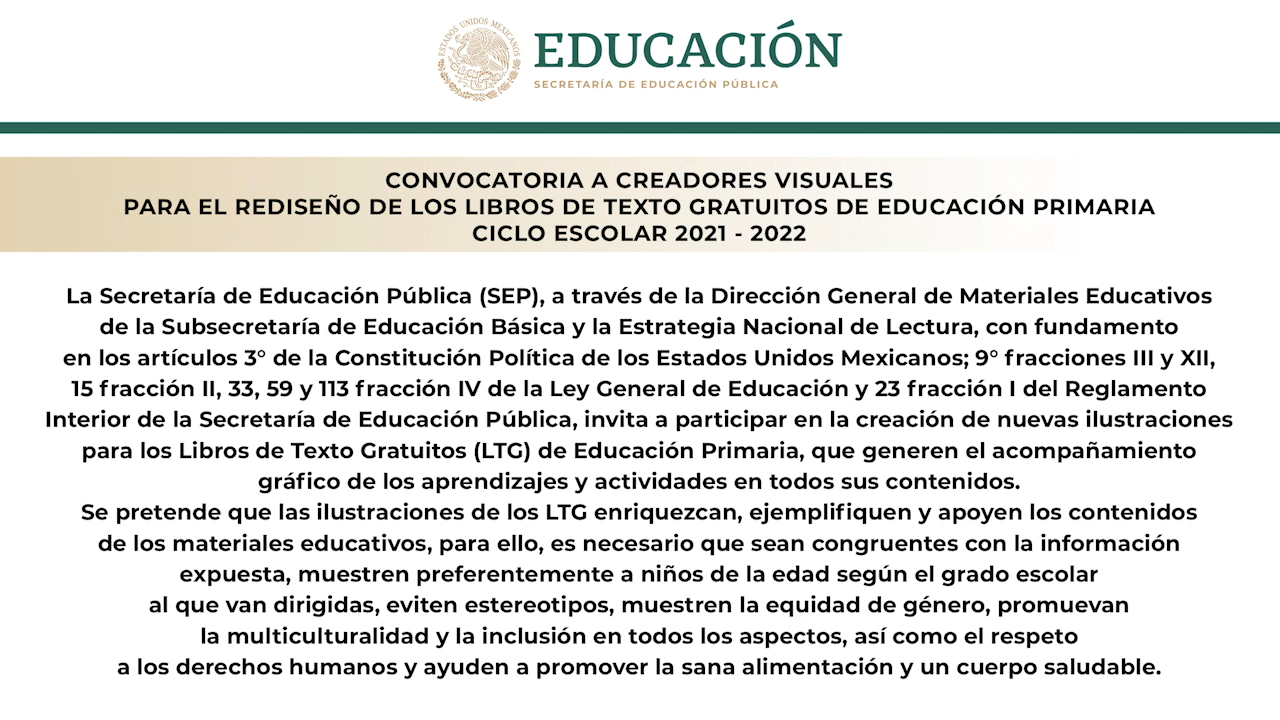 ESTADOS UNIDOS MEXICANOS
EDUCACIÓN
SECRETARÍA DE EDUCACIÓN PÚBLICA
CONVOCATORIA A CREADORES VISUALES
PARA EL REDISEÑO DE LOS LIBROS DE TEXTO GRATUITOS DE EDUCACIÓN PRIMARIA
CICLO ESCOLAR 2021 - 2022
La Secretaría de Educación Pública (SEP), a través de la Dirección General de Materiales Educativos
de la Subsecretaría de Educación Básica y la Estrategia Nacional de Lectura, con fundamento
en los artículos 3° de la Constitución Política de los Estados Unidos Mexicanos; 9° fracciones III y XII,
15 fracción II, 33, 59 y 113 fracción IV de la Ley General de Educación y 23 fracción I del Reglamento
Interior de la Secretaría de Educación Pública, invita a participar en la creación de nuevas ilustraciones
para los Libros de Texto Gratuitos (LTG) de Educación Primaria, que generen el acompañamiento
gráfico de los aprendizajes y actividades en todos sus contenidos.
Se pretende que las ilustraciones de los LTG enriquezcan, ejemplifiquen y apoyen los contenidos
de los materiales educativos, para ello, es necesario que sean congruentes con la información
expuesta, muestren preferentemente a niños de la edad según el grado escolar
al que van dirigidas, eviten estereotipos, muestren la equidad de género, promuevan
la multiculturalidad y la inclusión en todos los aspectos, así como el respeto
a los derechos humanos y ayuden a promover la sana alimentación y un cuerpo saludable.